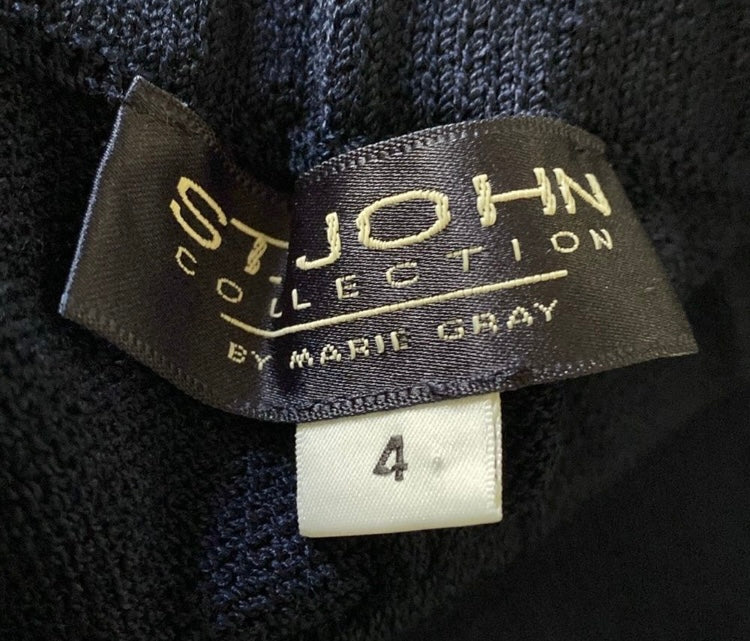 ST. JOHN
COLLECTION
BY MARIE GRAY
4